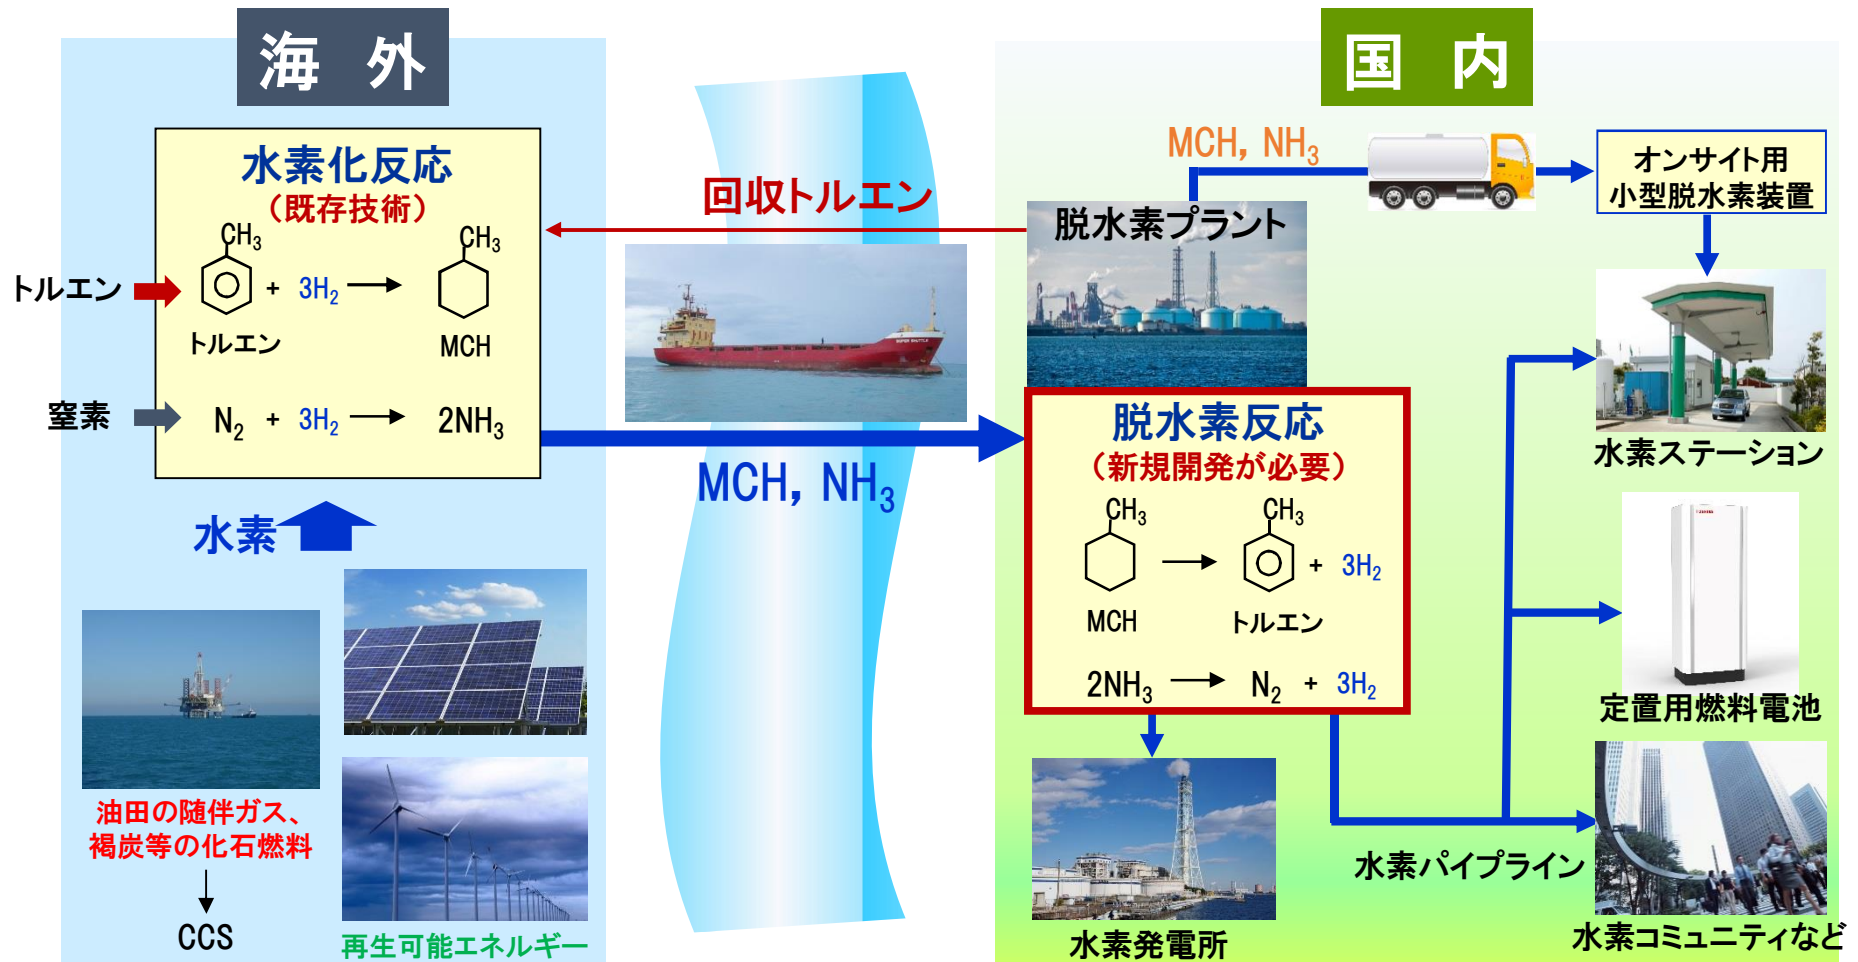 海 外
水素化反応
（既存技術）
CH₃
CH₃
トルエン
+ 3H₂
トルエン
MCH
窒素
N₂ + 3H₂
2NH₃
水素
油田の随伴ガス、
褐炭等の化石燃料
CCS
再生可能エネルギー
回収トルエン
MCH, NH₃
国 内
MCH, NH₃
オンサイト用
小型脱水素装置
脱水素プラント
脱水素反応
（新規開発が必要）
CH₃
CH₃
+ 3H₂
MCH
トルエン
2NH₃
N₂ + 3H₂
水素発電所
水素パイプライン
水素ステーション
定置用燃料電池
水素コミュニティなど